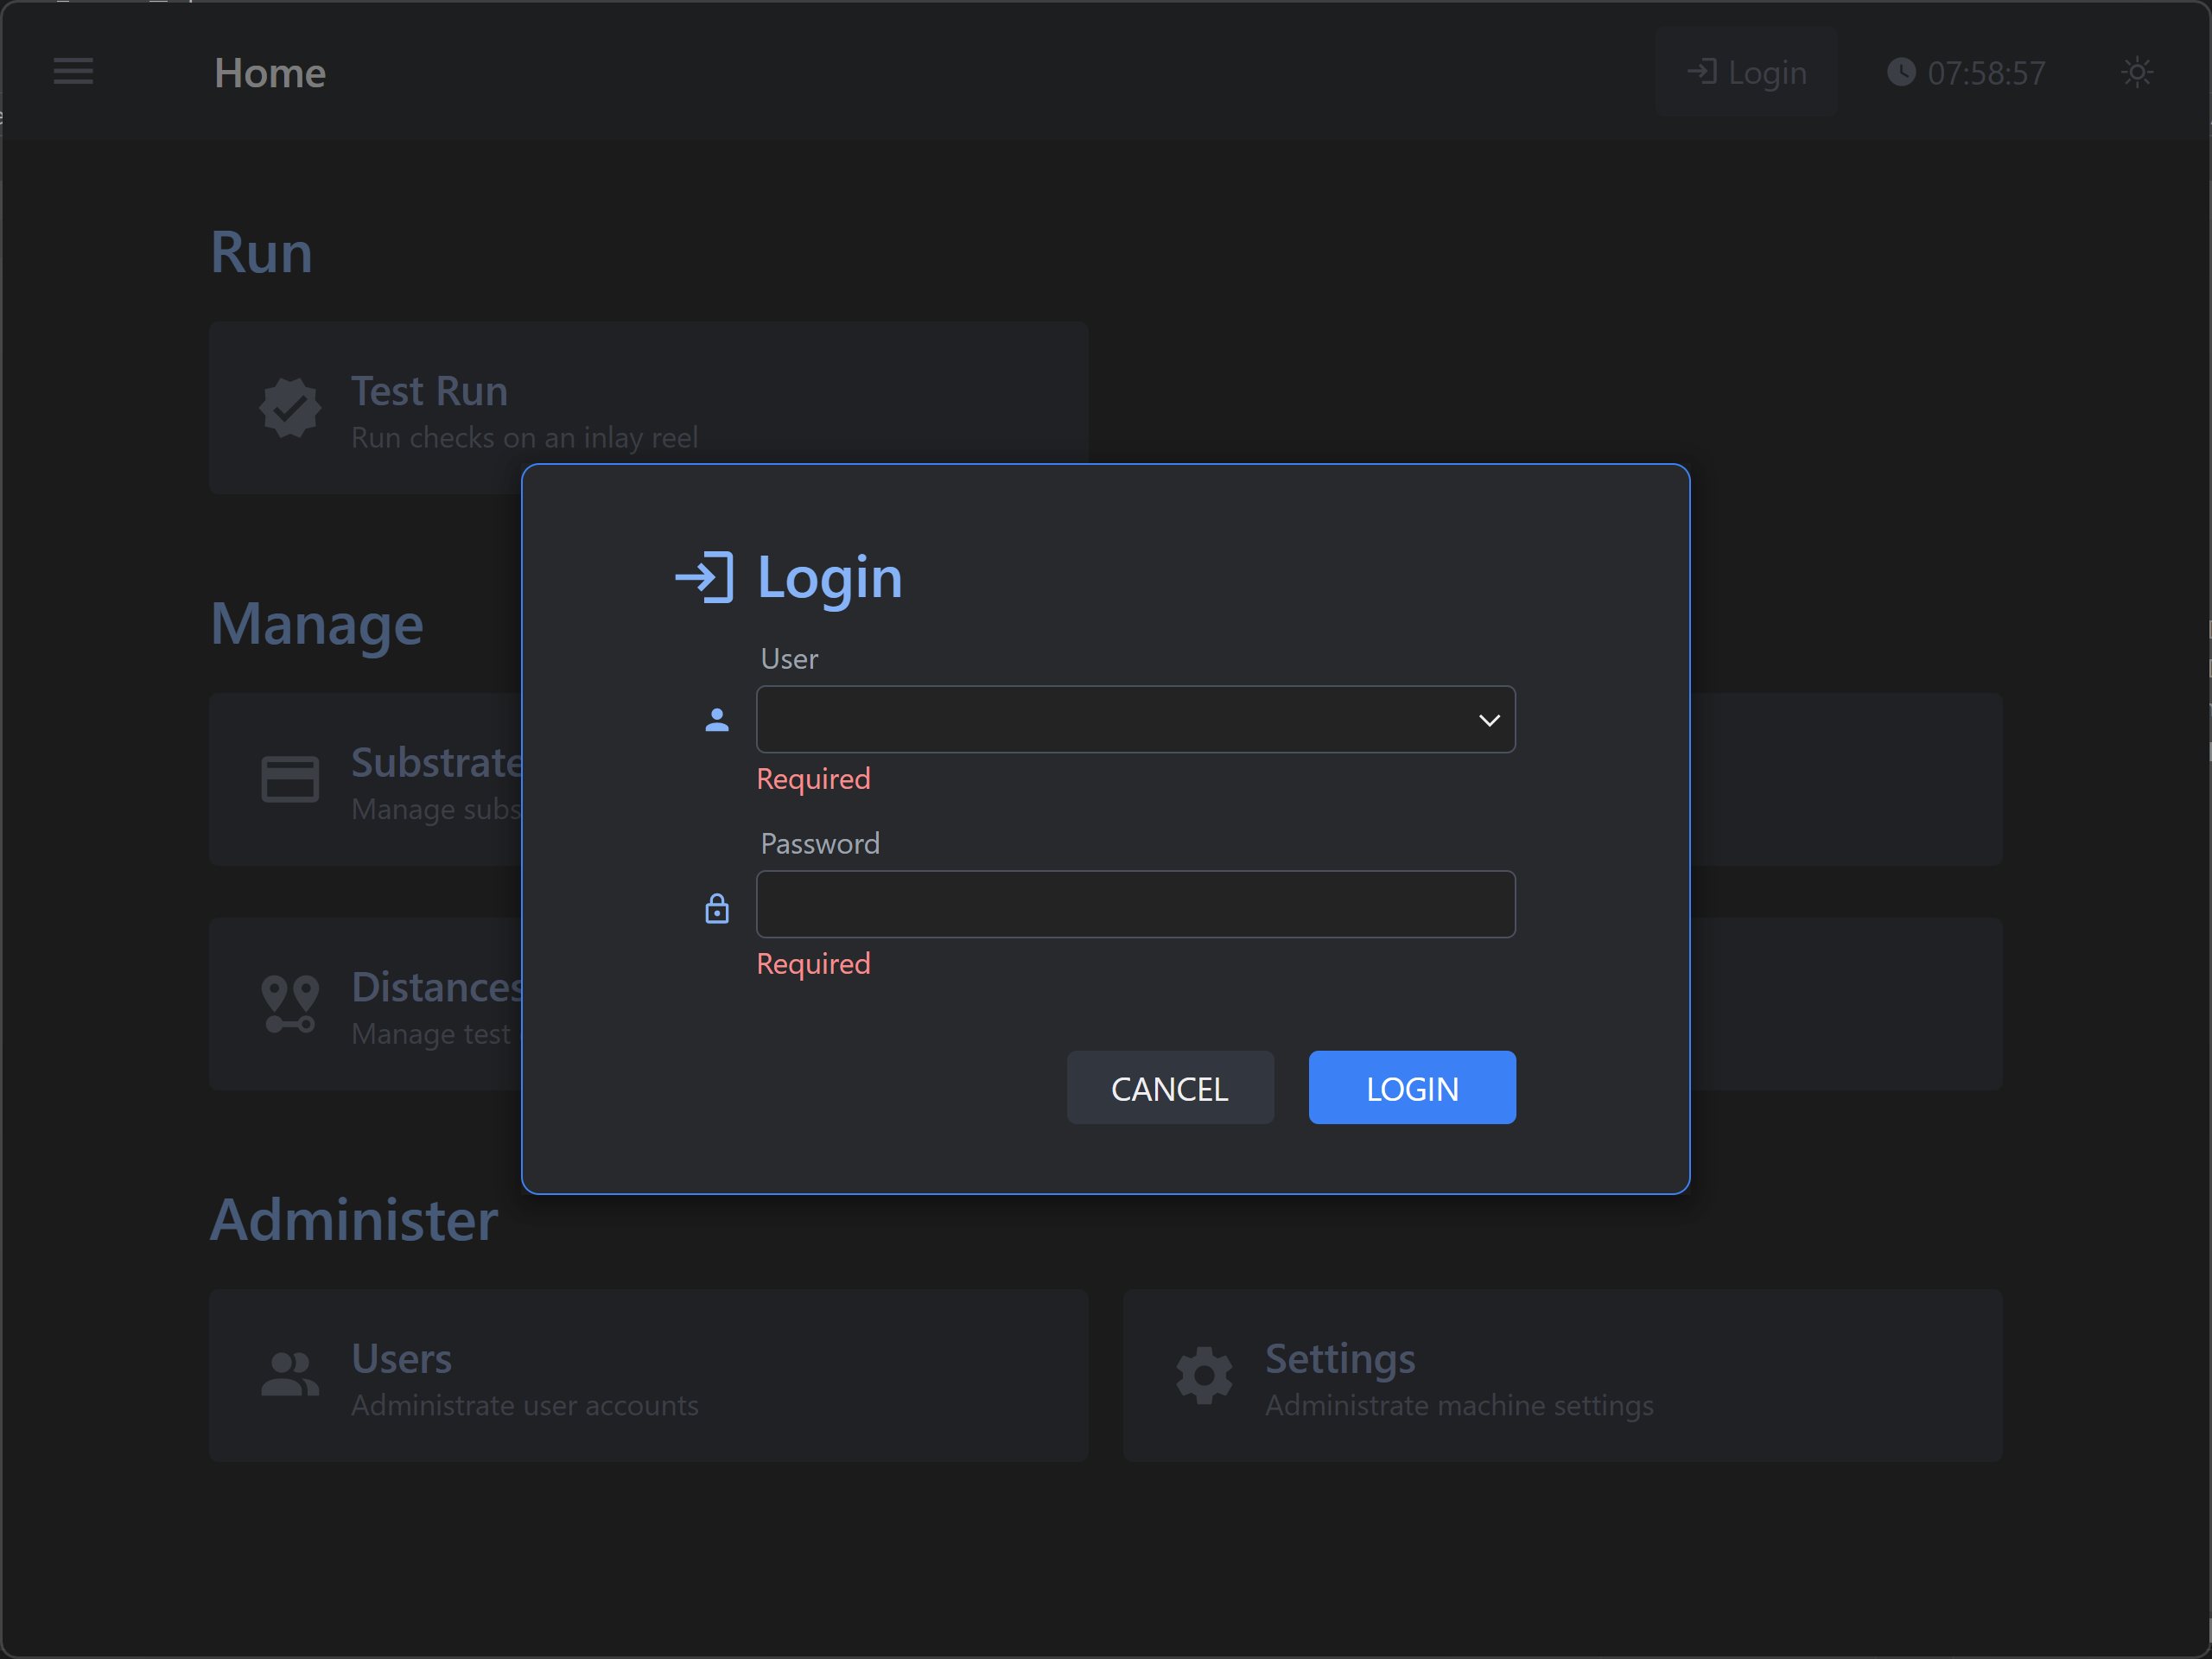 Home
Login
07:58:57
Run
Test Run
Run checks on an inlay reel
Manage
Substrate
Manage subs
Distances
Manage test
Login
User
Required
Password
Required
CANCEL
LOGIN
Administer
Users
Administrate user accounts
Settings
Administrate machine settings